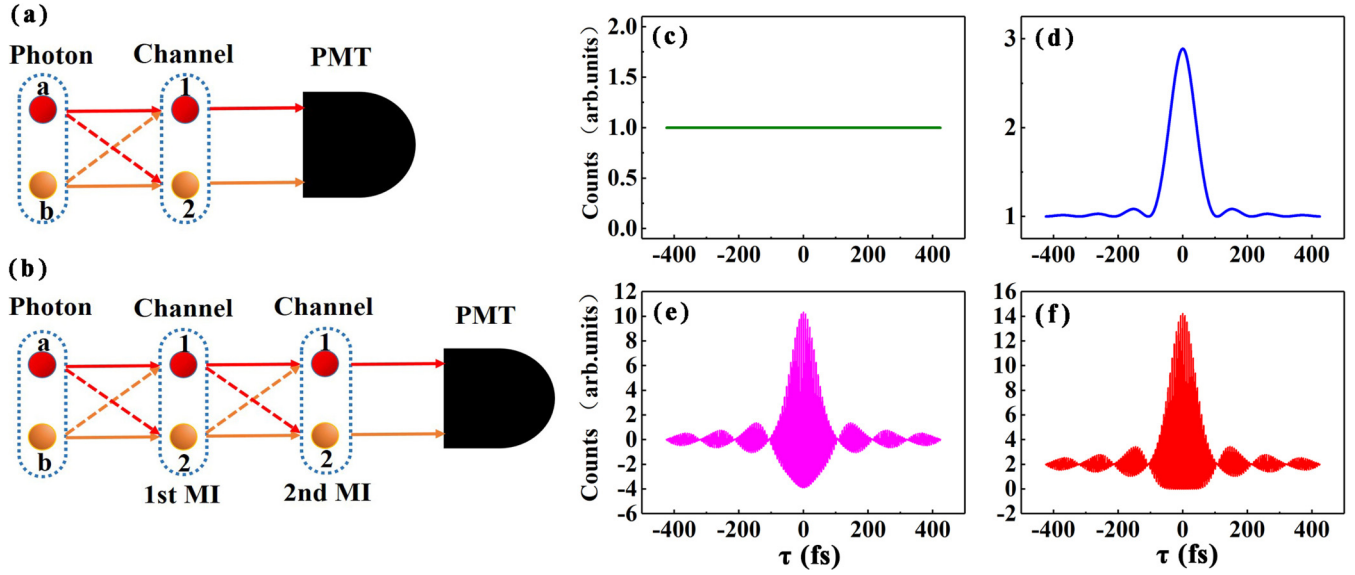 (a)
Photon
Channel
PMT
a
1
b
2
(b)
Photon
Channel
Channel
PMT
a
1
1
b
2
2
1st MI
2nd MI
(c)
Counts (arb.units)
2.0
1.5
1.0
0.5
0.0
-400 -200 0 200 400
(d)
3
2
1
-400 -200 0 200 400
(e)
Counts (arb.units)
12
10
8
6
4
2
0
-2
-4
-6
-400 -200 0 200 400
τ (fs)
(f)
16
14
12
10
8
6
4
2
0
-2
-400 -200 0 200 400
τ (fs)